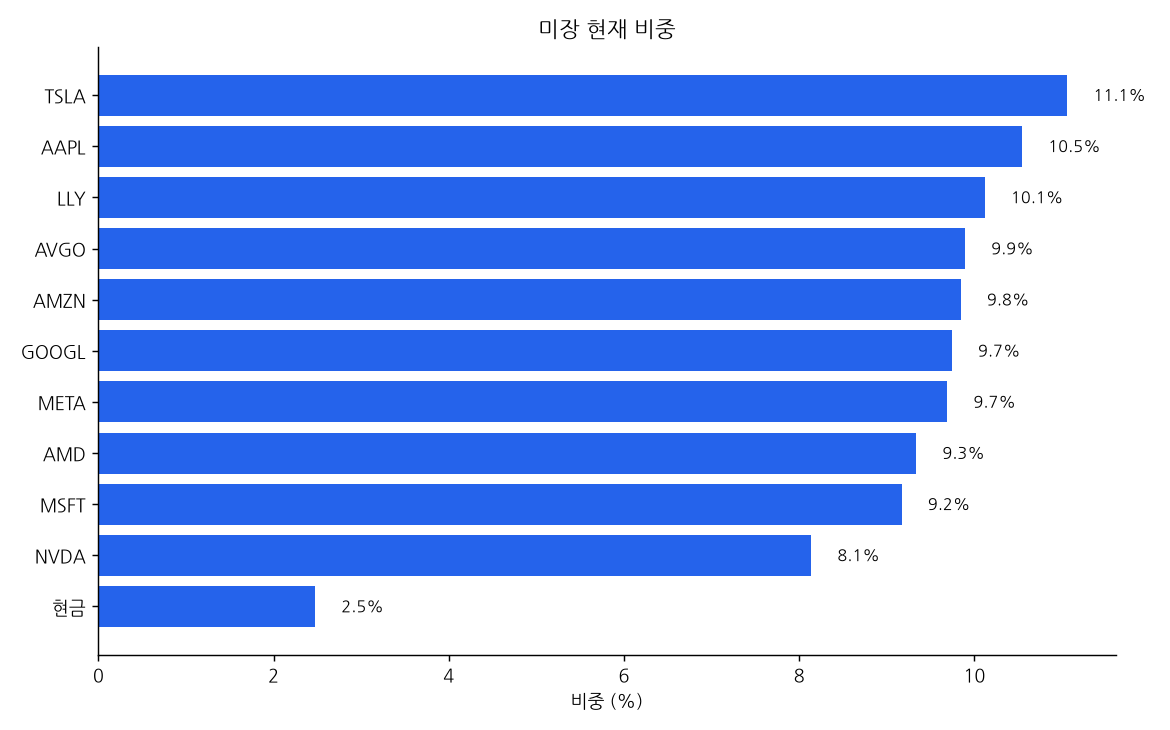 미장 현재 비중
TSLA 11.1%
AAPL 10.5%
LLY 10.1%
AVGO 9.9%
AMZN 9.8%
GOOGL 9.7%
META 9.7%
AMD 9.3%
MSFT 9.2%
NVDA 8.1%
현금 2.5%
0 2 4 6 8 10
비중 (%)